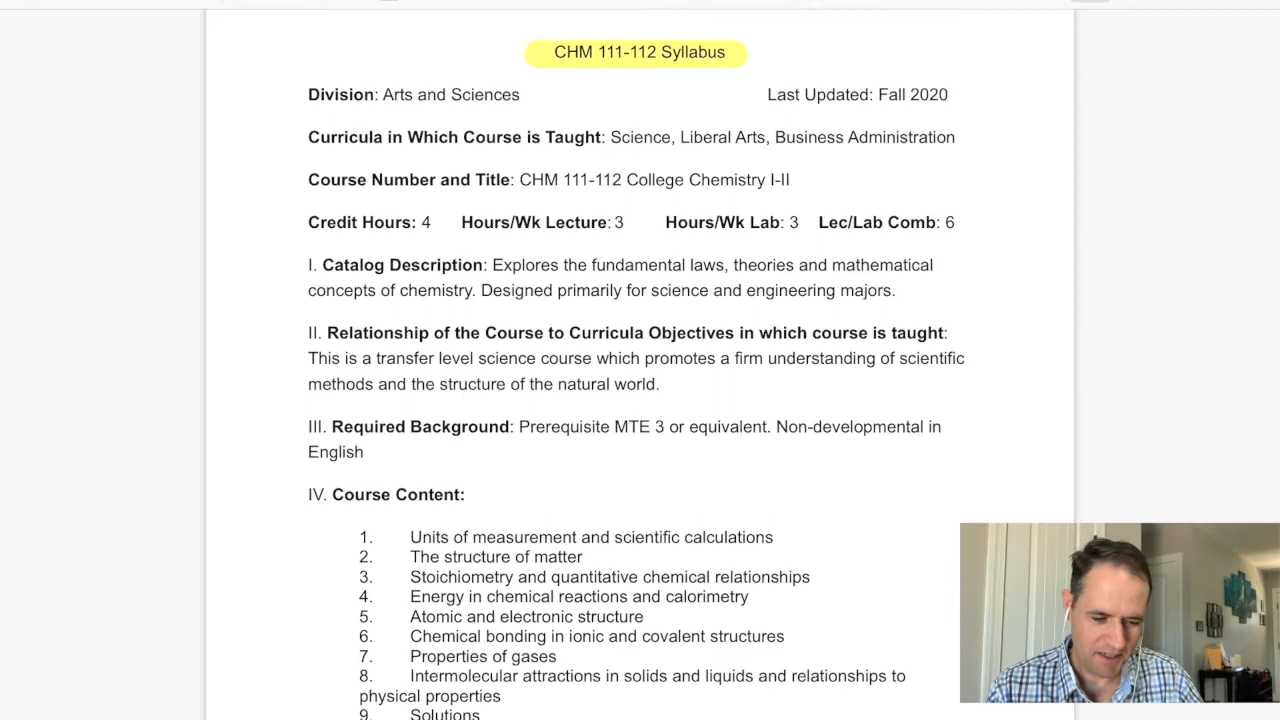 CHM 111-112 Syllabus
Division: Arts and Sciences Last Updated: Fall 2020
Curricula in Which Course is Taught: Science, Liberal Arts, Business Administration
Course Number and Title: CHM 111-112 College Chemistry I-II
Credit Hours: 4 Hours/Wk Lecture: 3 Hours/Wk Lab: 3 Lec/Lab Comb: 6
I. Catalog Description: Explores the fundamental laws, theories and mathematical
concepts of chemistry. Designed primarily for science and engineering majors.
II. Relationship of the Course to Curricula Objectives in which course is taught:
This is a transfer level science course which promotes a firm understanding of scientific
methods and the structure of the natural world.
III. Required Background: Prerequisite MTE 3 or equivalent. Non-developmental in
English
IV. Course Content:
1. Units of measurement and scientific calculations
2. The structure of matter
3. Stoichiometry and quantitative chemical relationships
4. Energy in chemical reactions and calorimetry
5. Atomic and electronic structure
6. Chemical bonding in ionic and covalent structures
7. Properties of gases
8. Intermolecular attractions in solids and liquids and relationships to
physical properties
9. Solutions